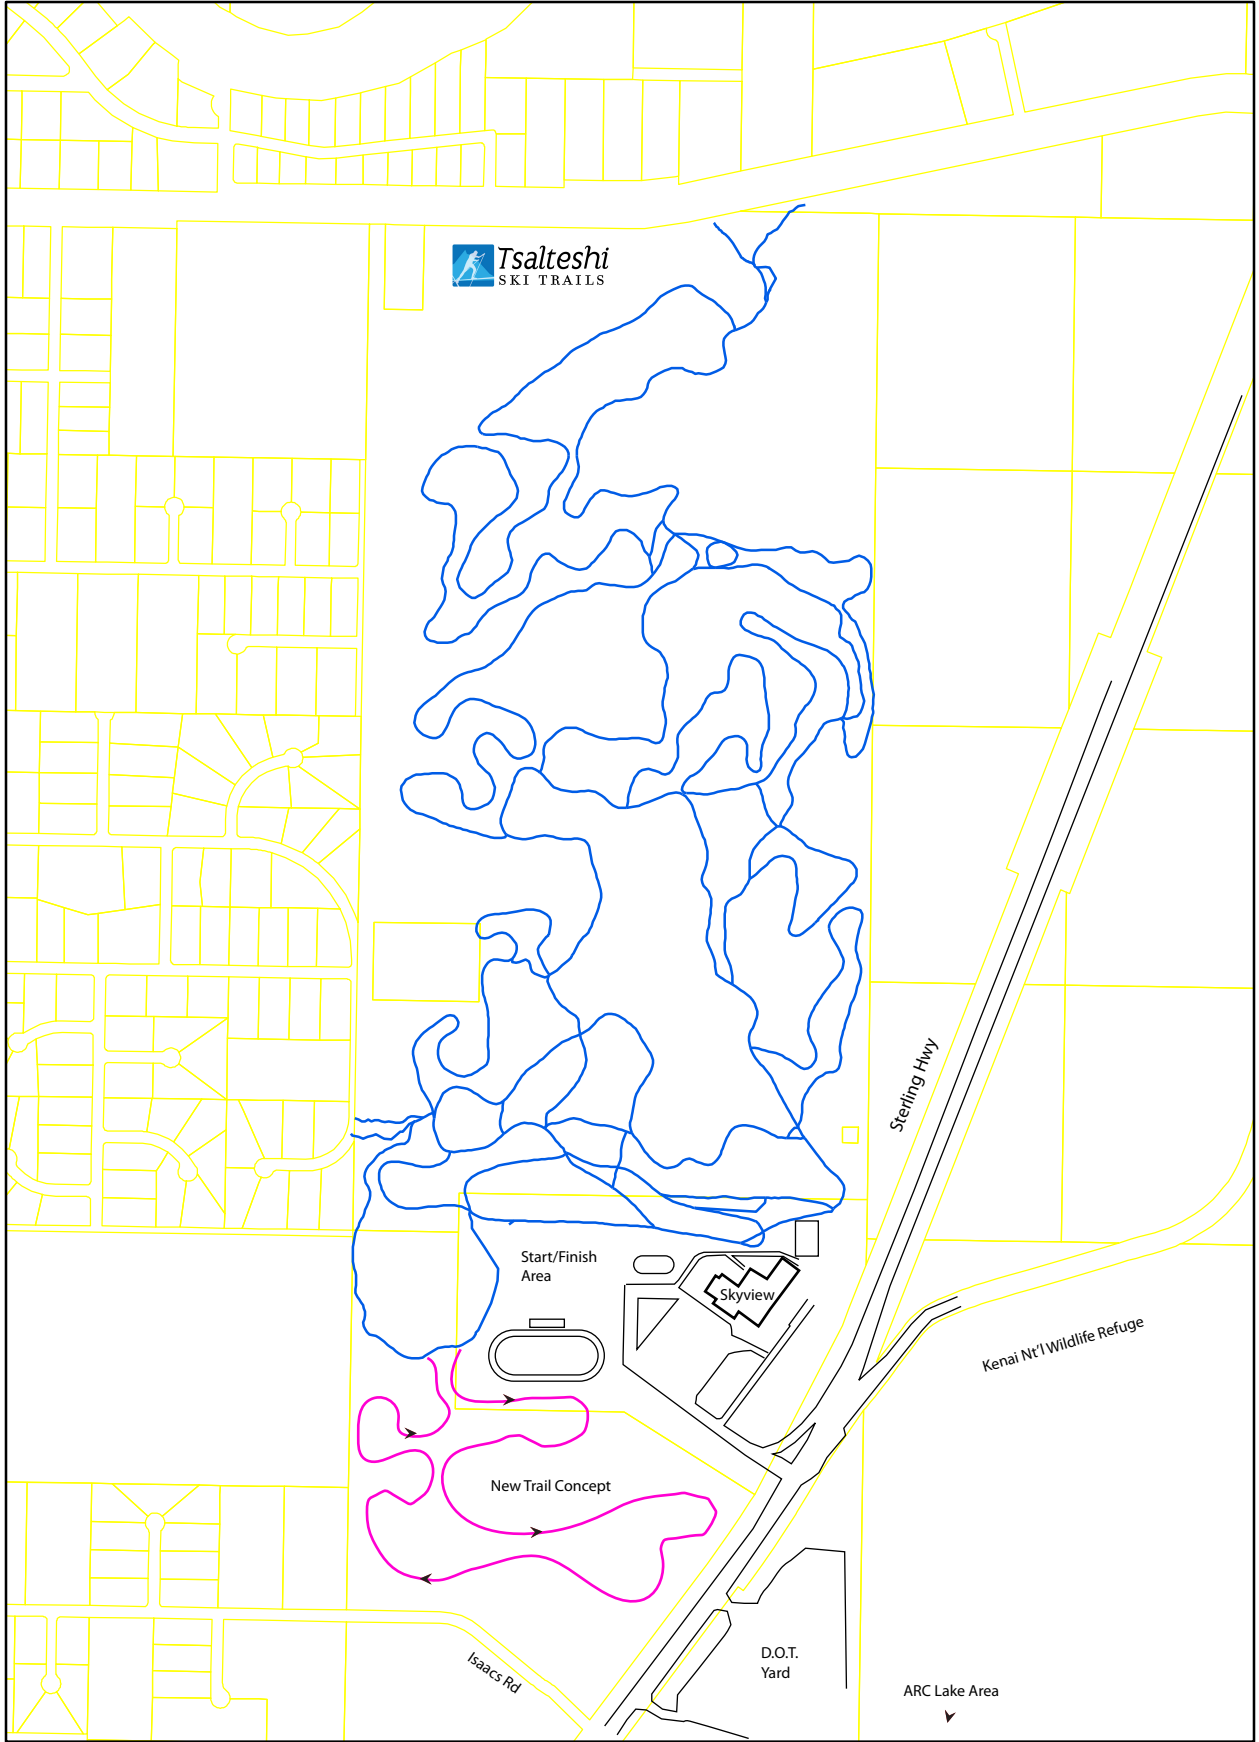 Tsalteshi
SKI TRAILS
Sterling Hwy
Start/Finish
Area
Skyview
Kenai Nt'l Wildlife Refuge
New Trail Concept
Isaacs Rd
D.O.T.
Yard
ARC Lake Area